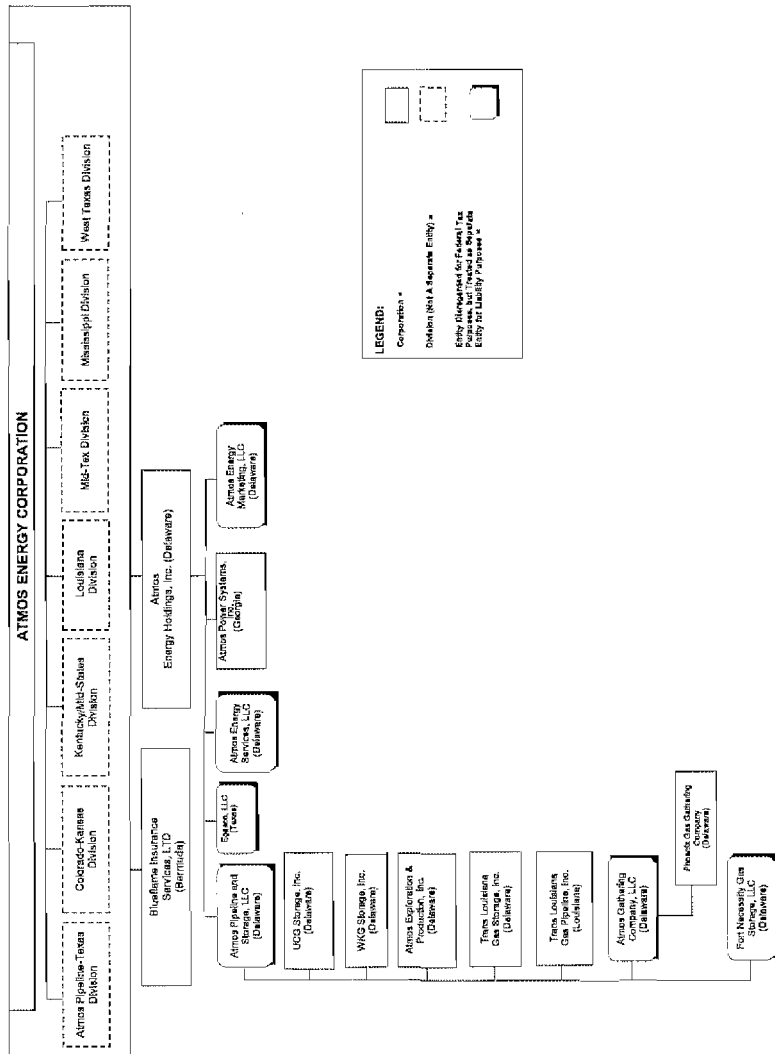 ATMOS ENERGY CORPORATION
Atmos Pipeline-Texas
Division
Colorado-Kansas
Division
Kentucky/Mid-States
Division
Louisiana
Division
Mid-Tex Division
Mississippi Division
West Texas Division
Blueflame Insurance
Services, LTD
(Bermuda)
Atmos
Energy Holdings, Inc. (Delaware)
Atmos Pipeline and
Storage, LLC
(Delaware)
Egasco, LLC
(Texas)
Atmos Energy
Services, LLC
(Delaware)
Atmos Power Systems,
Inc.
(Georgia)
Atmos Energy
Marketing, LLC
(Delaware)
UCG Storage, Inc.
(Delaware)
WKG Storage, Inc.
(Delaware)
Atmos Exploration &
Production, Inc.
(Delaware)
Trans Louisiana
Gas Storage, Inc.
(Delaware)
Trans Louisiana
Gas Pipeline, Inc.
(Louisiana)
Atmos Gathering
Company, LLC
(Delaware)
Phoenix Gas Gathering
Company
(Delaware)
Fort Necessity Gas
Storage, LLC
(Delaware)
LEGEND:
Corporation =
Division (Not A Separate Entity) =
Entity Disregarded for Federal Tax
Purposes, but Treated as Separate
Entity for Liability Purposes =